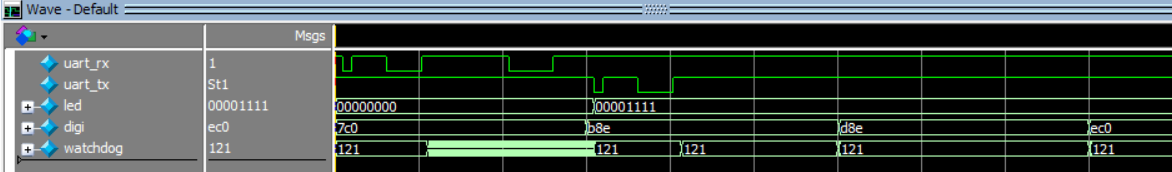 Wave - Default
Msgs
uart_rx 1
uart_tx St1
led 00001111 00000000 00001111
digi ec0 7c0 b8e d8e ec0
watchdog 121 121 121 121 121 121